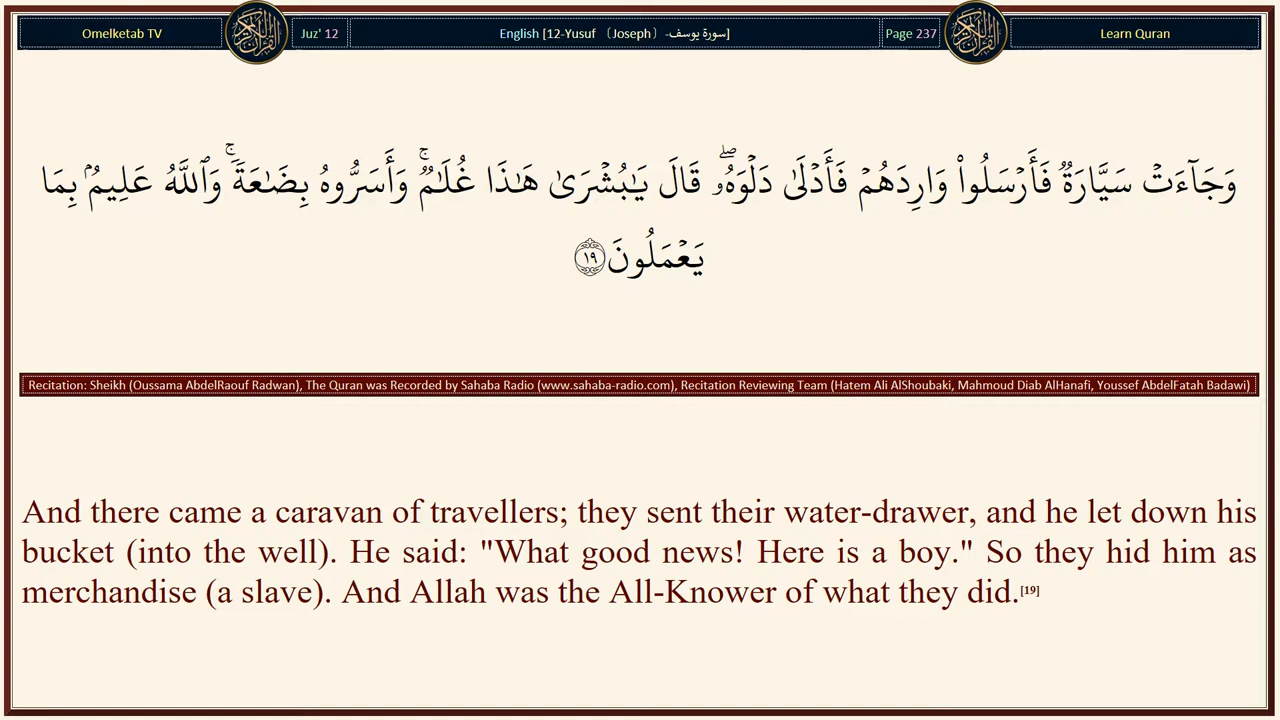 Omelketab TV
Juz' 12
English [12-Yusuf (Joseph) -سورة يوسف]
Page 237
Learn Quran
وَجَآءَتۡ سَيَّارَةٞ فَأَرۡسَلُواْ وَارِدَهُمۡ فَأَدۡلَىٰ دَلۡوَهُۥۖ قَالَ يَٰبُشۡرَىٰ هَٰذَا غُلَٰمٞۚ وَأَسَرُّوهُ بِضَٰعَةٗۚ وَٱللَّهُ عَلِيمُۢ بِمَا
يَعۡمَلُونَ ١٩
Recitation: Sheikh (Oussama AbdelRaouf Radwan), The Quran was Recorded by Sahaba Radio (www.sahaba-radio.com), Recitation Reviewing Team (Hatem Ali AlShoubaki, Mahmoud Diab AlHanafi, Youssef AbdelFatah Badawi)
And there came a caravan of travellers; they sent their water-drawer, and he let down his
bucket (into the well). He said: "What good news! Here is a boy." So they hid him as
merchandise (a slave). And Allah was the All-Knower of what they did.[19]